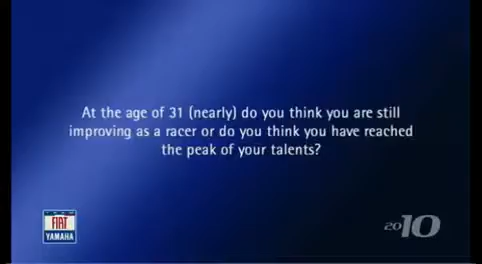 At the age of 31 (nearly) do you think you are still
improving as a racer or do you think you have reached
the peak of your talents?
FIAT
YAMAHA
2010